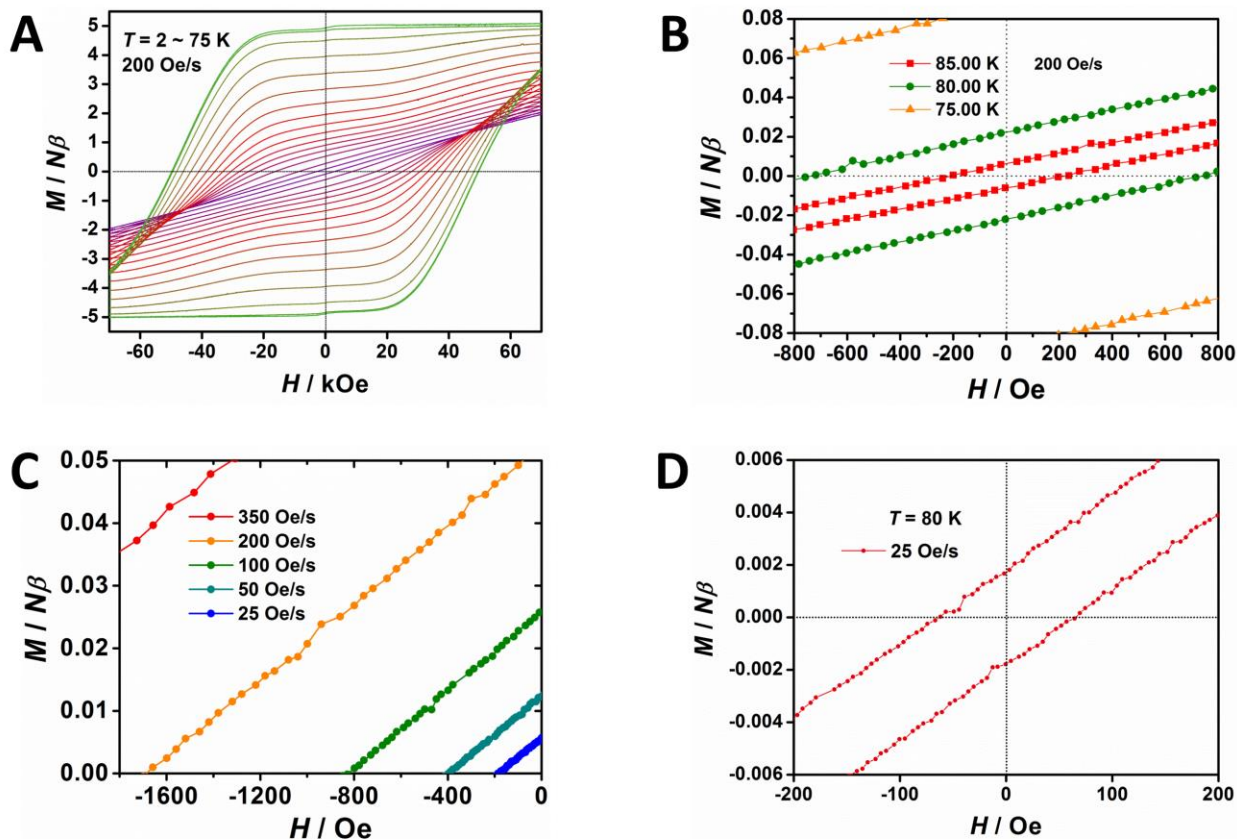 A
T = 2 ~ 75 K
200 Oe/s
M / Nβ
5
4
3
2
1
0
-1
-2
-3
-4
-5
-60 -40 -20 0 20 40 60
H / kOe
B
85.00 K
80.00 K
75.00 K
200 Oe/s
M / Nβ
0.08
0.06
0.04
0.02
0.00
-0.02
-0.04
-0.06
-0.08
-800 -600 -400 -200 0 200 400 600 800
H / Oe
C
350 Oe/s
200 Oe/s
100 Oe/s
50 Oe/s
25 Oe/s
M / Nβ
0.05
0.04
0.03
0.02
0.01
0.00
-1600 -1200 -800 -400 0
H / Oe
D
T = 80 K
25 Oe/s
M / Nβ
0.006
0.004
0.002
0.000
-0.002
-0.004
-0.006
-200 -100 0 100 200
H / Oe